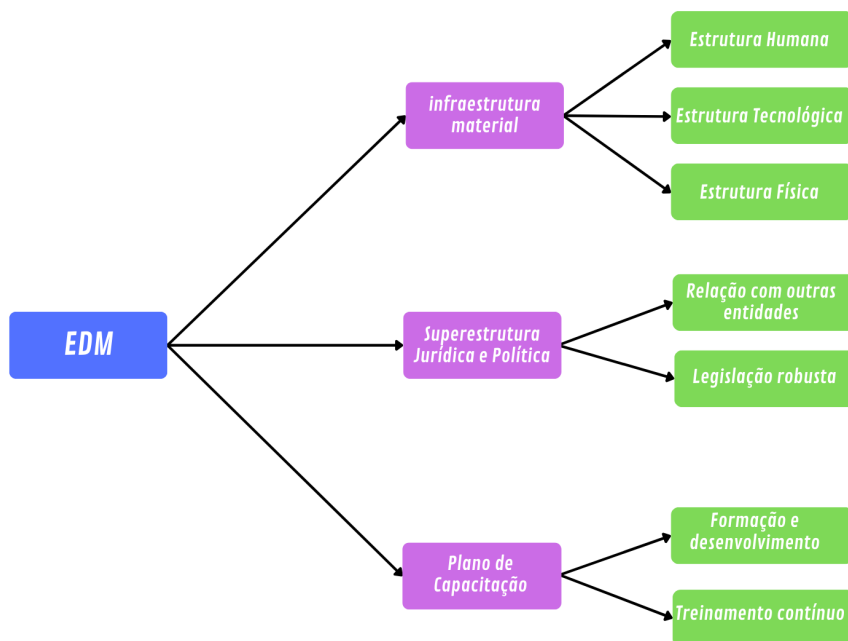 EDM
infraestrutura
material
Estrutura Humana
Estrutura Tecnológica
Estrutura Física
Superestrutura
Jurídica e Política
Relação com outras
entidades
Legislação robusta
Plano de
Capacitação
Formação e
desenvolvimento
Treinamento contínuo